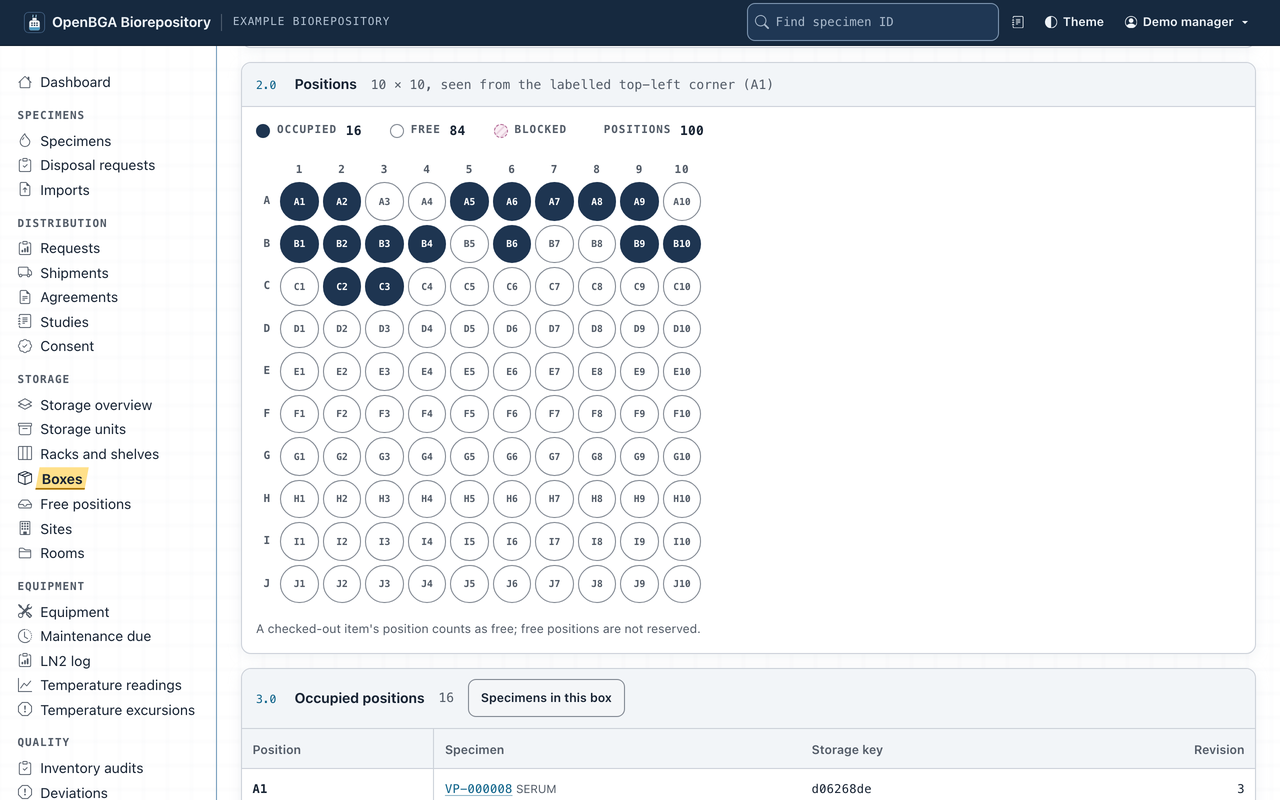 OpenBGA Biorepository EXAMPLE BIOREPOSITORY Find specimen ID Theme Demo manager
Dashboard
SPECIMENS
Specimens
Disposal requests
Imports
DISTRIBUTION
Requests
Shipments
Agreements
Studies
Consent
STORAGE
Storage overview
Storage units
Racks and shelves
Boxes
Free positions
Sites
Rooms
EQUIPMENT
Equipment
Maintenance due
LN2 log
Temperature readings
Temperature excursions
QUALITY
Inventory audits
Deviations
2.0 Positions 10 × 10, seen from the labelled top-left corner (A1)
OCCUPIED 16 FREE 84 BLOCKED POSITIONS 100
1 2 3 4 5 6 7 8 9 10
A A1 A2 A3 A4 A5 A6 A7 A8 A9 A10
B B1 B2 B3 B4 B5 B6 B7 B8 B9 B10
C C1 C2 C3 C4 C5 C6 C7 C8 C9 C10
D D1 D2 D3 D4 D5 D6 D7 D8 D9 D10
E E1 E2 E3 E4 E5 E6 E7 E8 E9 E10
F F1 F2 F3 F4 F5 F6 F7 F8 F9 F10
G G1 G2 G3 G4 G5 G6 G7 G8 G9 G10
H H1 H2 H3 H4 H5 H6 H7 H8 H9 H10
I I1 I2 I3 I4 I5 I6 I7 I8 I9 I10
J J1 J2 J3 J4 J5 J6 J7 J8 J9 J10
A checked-out item's position counts as free; free positions are not reserved.
3.0 Occupied positions 16 Specimens in this box
Position Specimen Storage key Revision
A1 VP-000008 SERUM d06268de 3